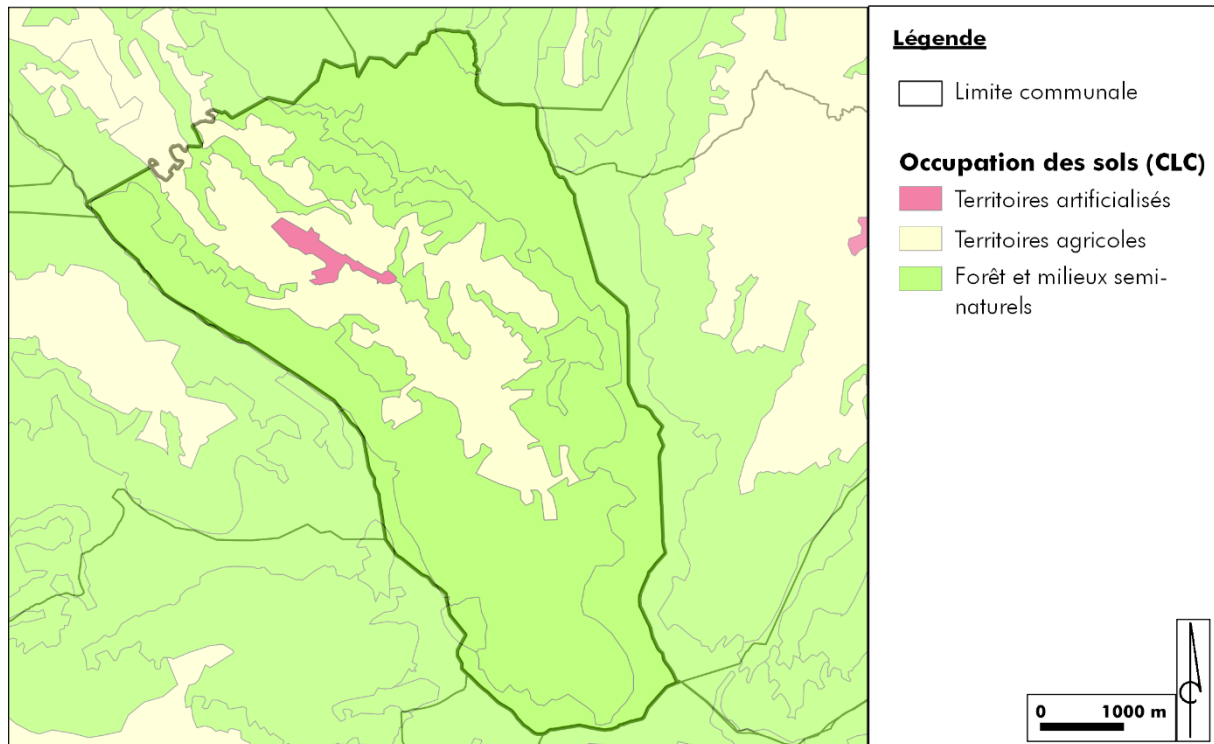 Légende
Limite communale
Occupation des sols (CLC)
Territoires artificialisés
Territoires agricoles
Forêt et milieux semi-
naturels
0 1000 m